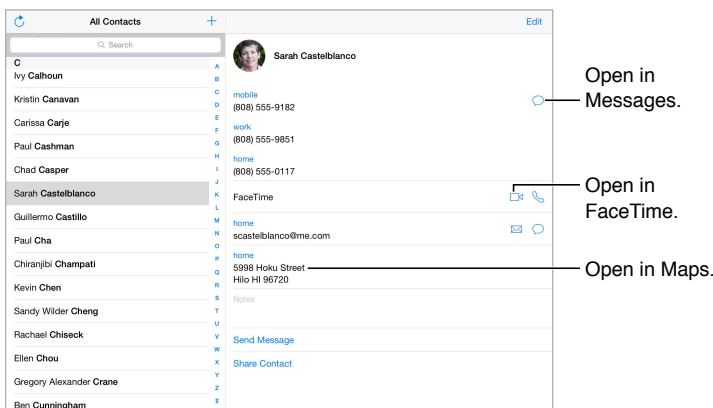 All Contacts
+
Edit
Search
Sarah Castelblanco
C
Ivy Calhoun
Kristin Canavan
Carissa Carje
Paul Cashman
Chad Casper
Sarah Castelblanco
Guillermo Castillo
Paul Cha
Chiranjibi Champati
Kevin Chen
Sandy Wilder Cheng
Rachael Chiseck
Ellen Chou
Gregory Alexander Crane
Ben Cunningham
A
B
C
D
E
F
G
H
I
J
K
L
M
N
O
P
Q
R
S
T
U
V
W
X
Y
Z
#
mobile
(808) 555-9182
work
(808) 555-9851
home
(808) 555-0117
FaceTime
home
scastelblanco@me.com
home
5998 Hoku Street
Hilo HI 96720
Notes
Send Message
Share Contact
Open in
Messages.
Open in
FaceTime.
Open in Maps.